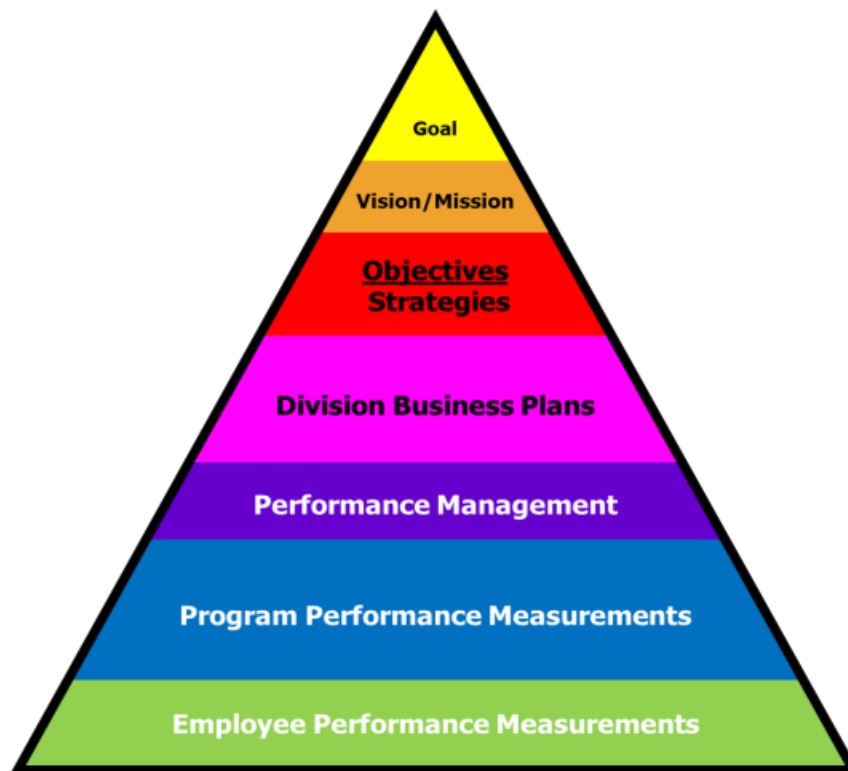 Goal
Vision/Mission
Objectives
Strategies
Division Business Plans
Performance Management
Program Performance Measurements
Employee Performance Measurements